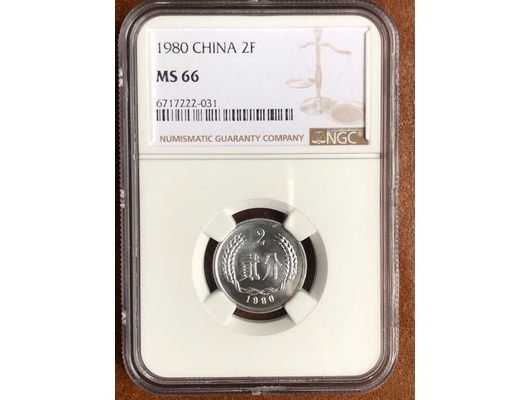 1980 CHINA 2F
MS 66
6717222-031
NUMISMATIC GUARANTY COMPANY
NGC
2
贰分
1980